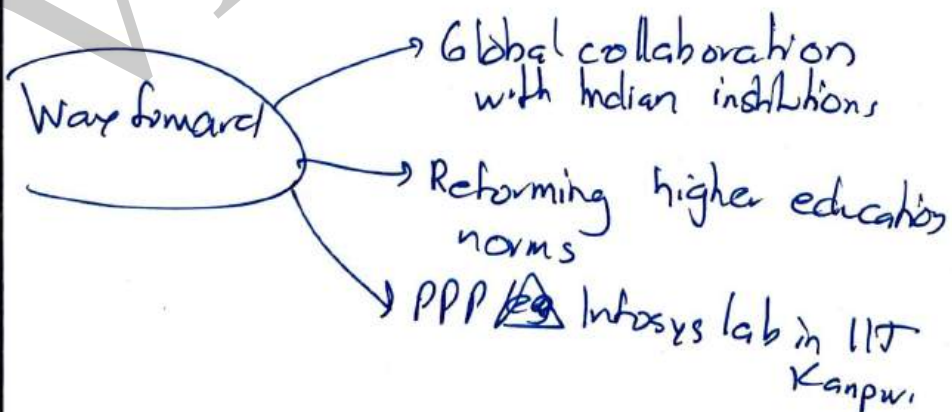 Way forward
Global collaboration
with Indian institutions
Reforming higher education
norms
PPP eg Infosys lab in IIT
Kanpur.